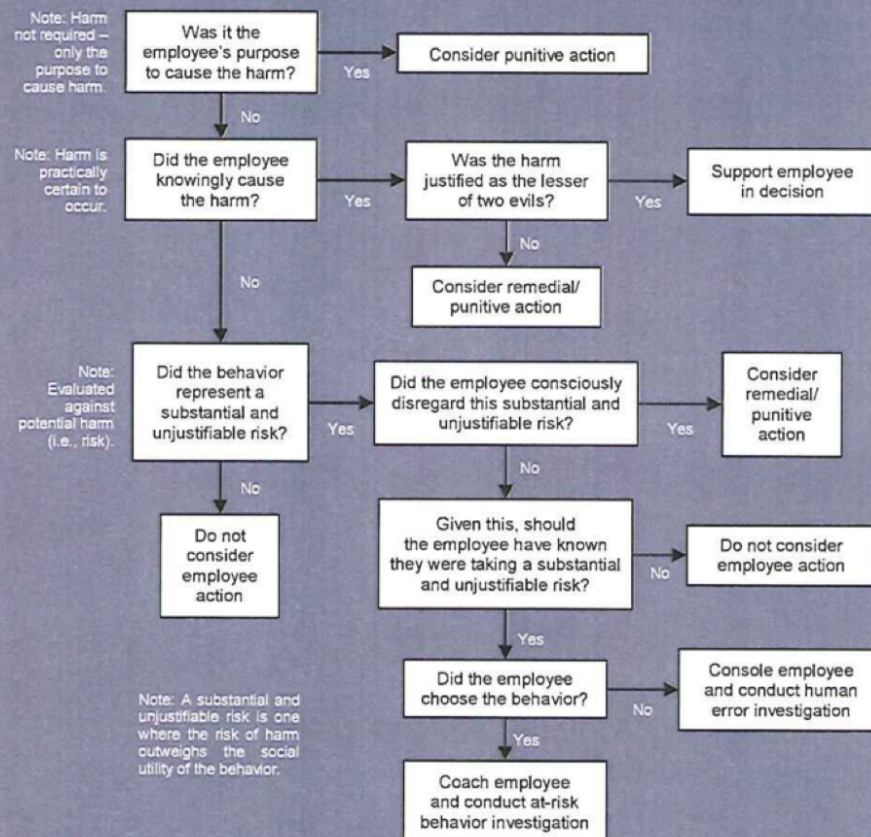 Note: Harm
not required –
only the
purpose to
cause harm.
Was it the
employee's purpose
to cause the harm?
Yes
Consider punitive action
No
Note: Harm is
practically
certain to
occur.
Did the employee
knowingly cause
the harm?
Yes
Was the harm
justified as the lesser
of two evils?
Yes
Support employee
in decision
No
Consider remedial/
punitive action
No
Note:
Evaluated
against
potential harm
(i.e., risk).
Did the behavior
represent a
substantial and
unjustifiable risk?
Yes
Did the employee consciously
disregard this substantial and
unjustifiable risk?
Yes
Consider
remedial/
punitive
action
No
Do not
consider
employee
action
No
Given this, should
the employee have known
they were taking a substantial
and unjustifiable risk?
No
Do not consider
employee action
Yes
Note: A substantial and
unjustifiable risk is one
where the risk of harm
outweighs the social
utility of the behavior.
Did the employee
choose the behavior?
No
Console employee
and conduct human
error investigation
Yes
Coach employee
and conduct at-risk
behavior investigation